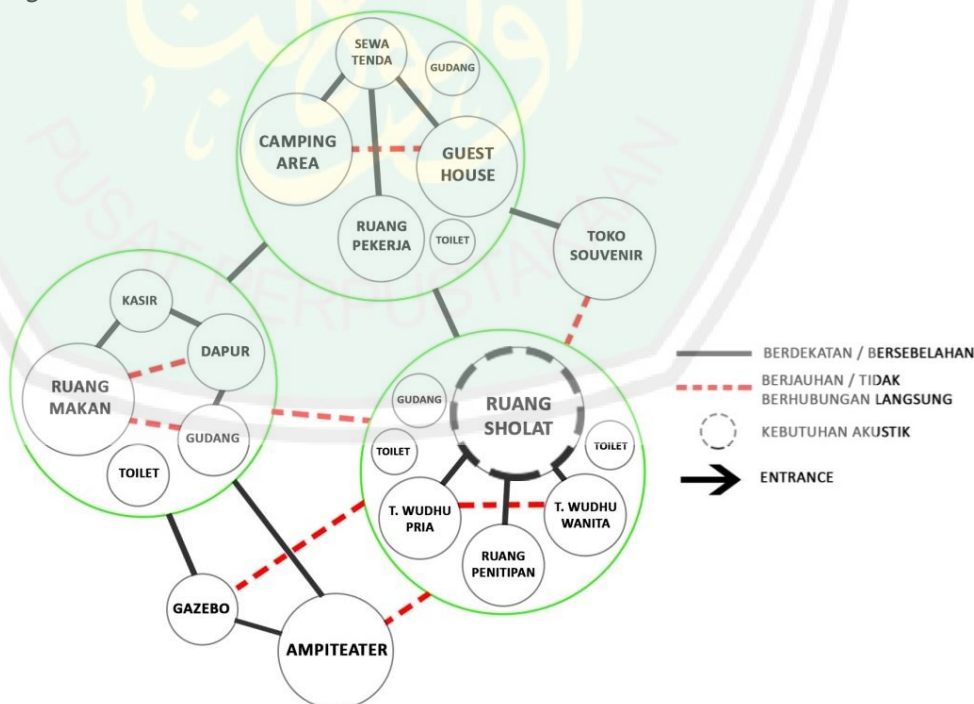 SEWA
TENDA
GUDANG
CAMPING
AREA
GUEST
HOUSE
RUANG
PEKERJA
TOILET
TOKO
SOUVENIR
KASIR
DAPUR
RUANG
MAKAN
GUDANG
TOILET
GUDANG
RUANG
SHOLAT
TOILET
TOILET
T. WUDHU
PRIA
T. WUDHU
WANITA
RUANG
PENITIPAN
GAZEBO
AMPITEATER
BERDEKATAN / BERSEBELAHAN
BERJAUHAN / TIDAK
BERHUBUNGAN LANGSUNG
KEBUTUHAN AKUSTIK
ENTRANCE
PUSAT PERPUSTAKAAN